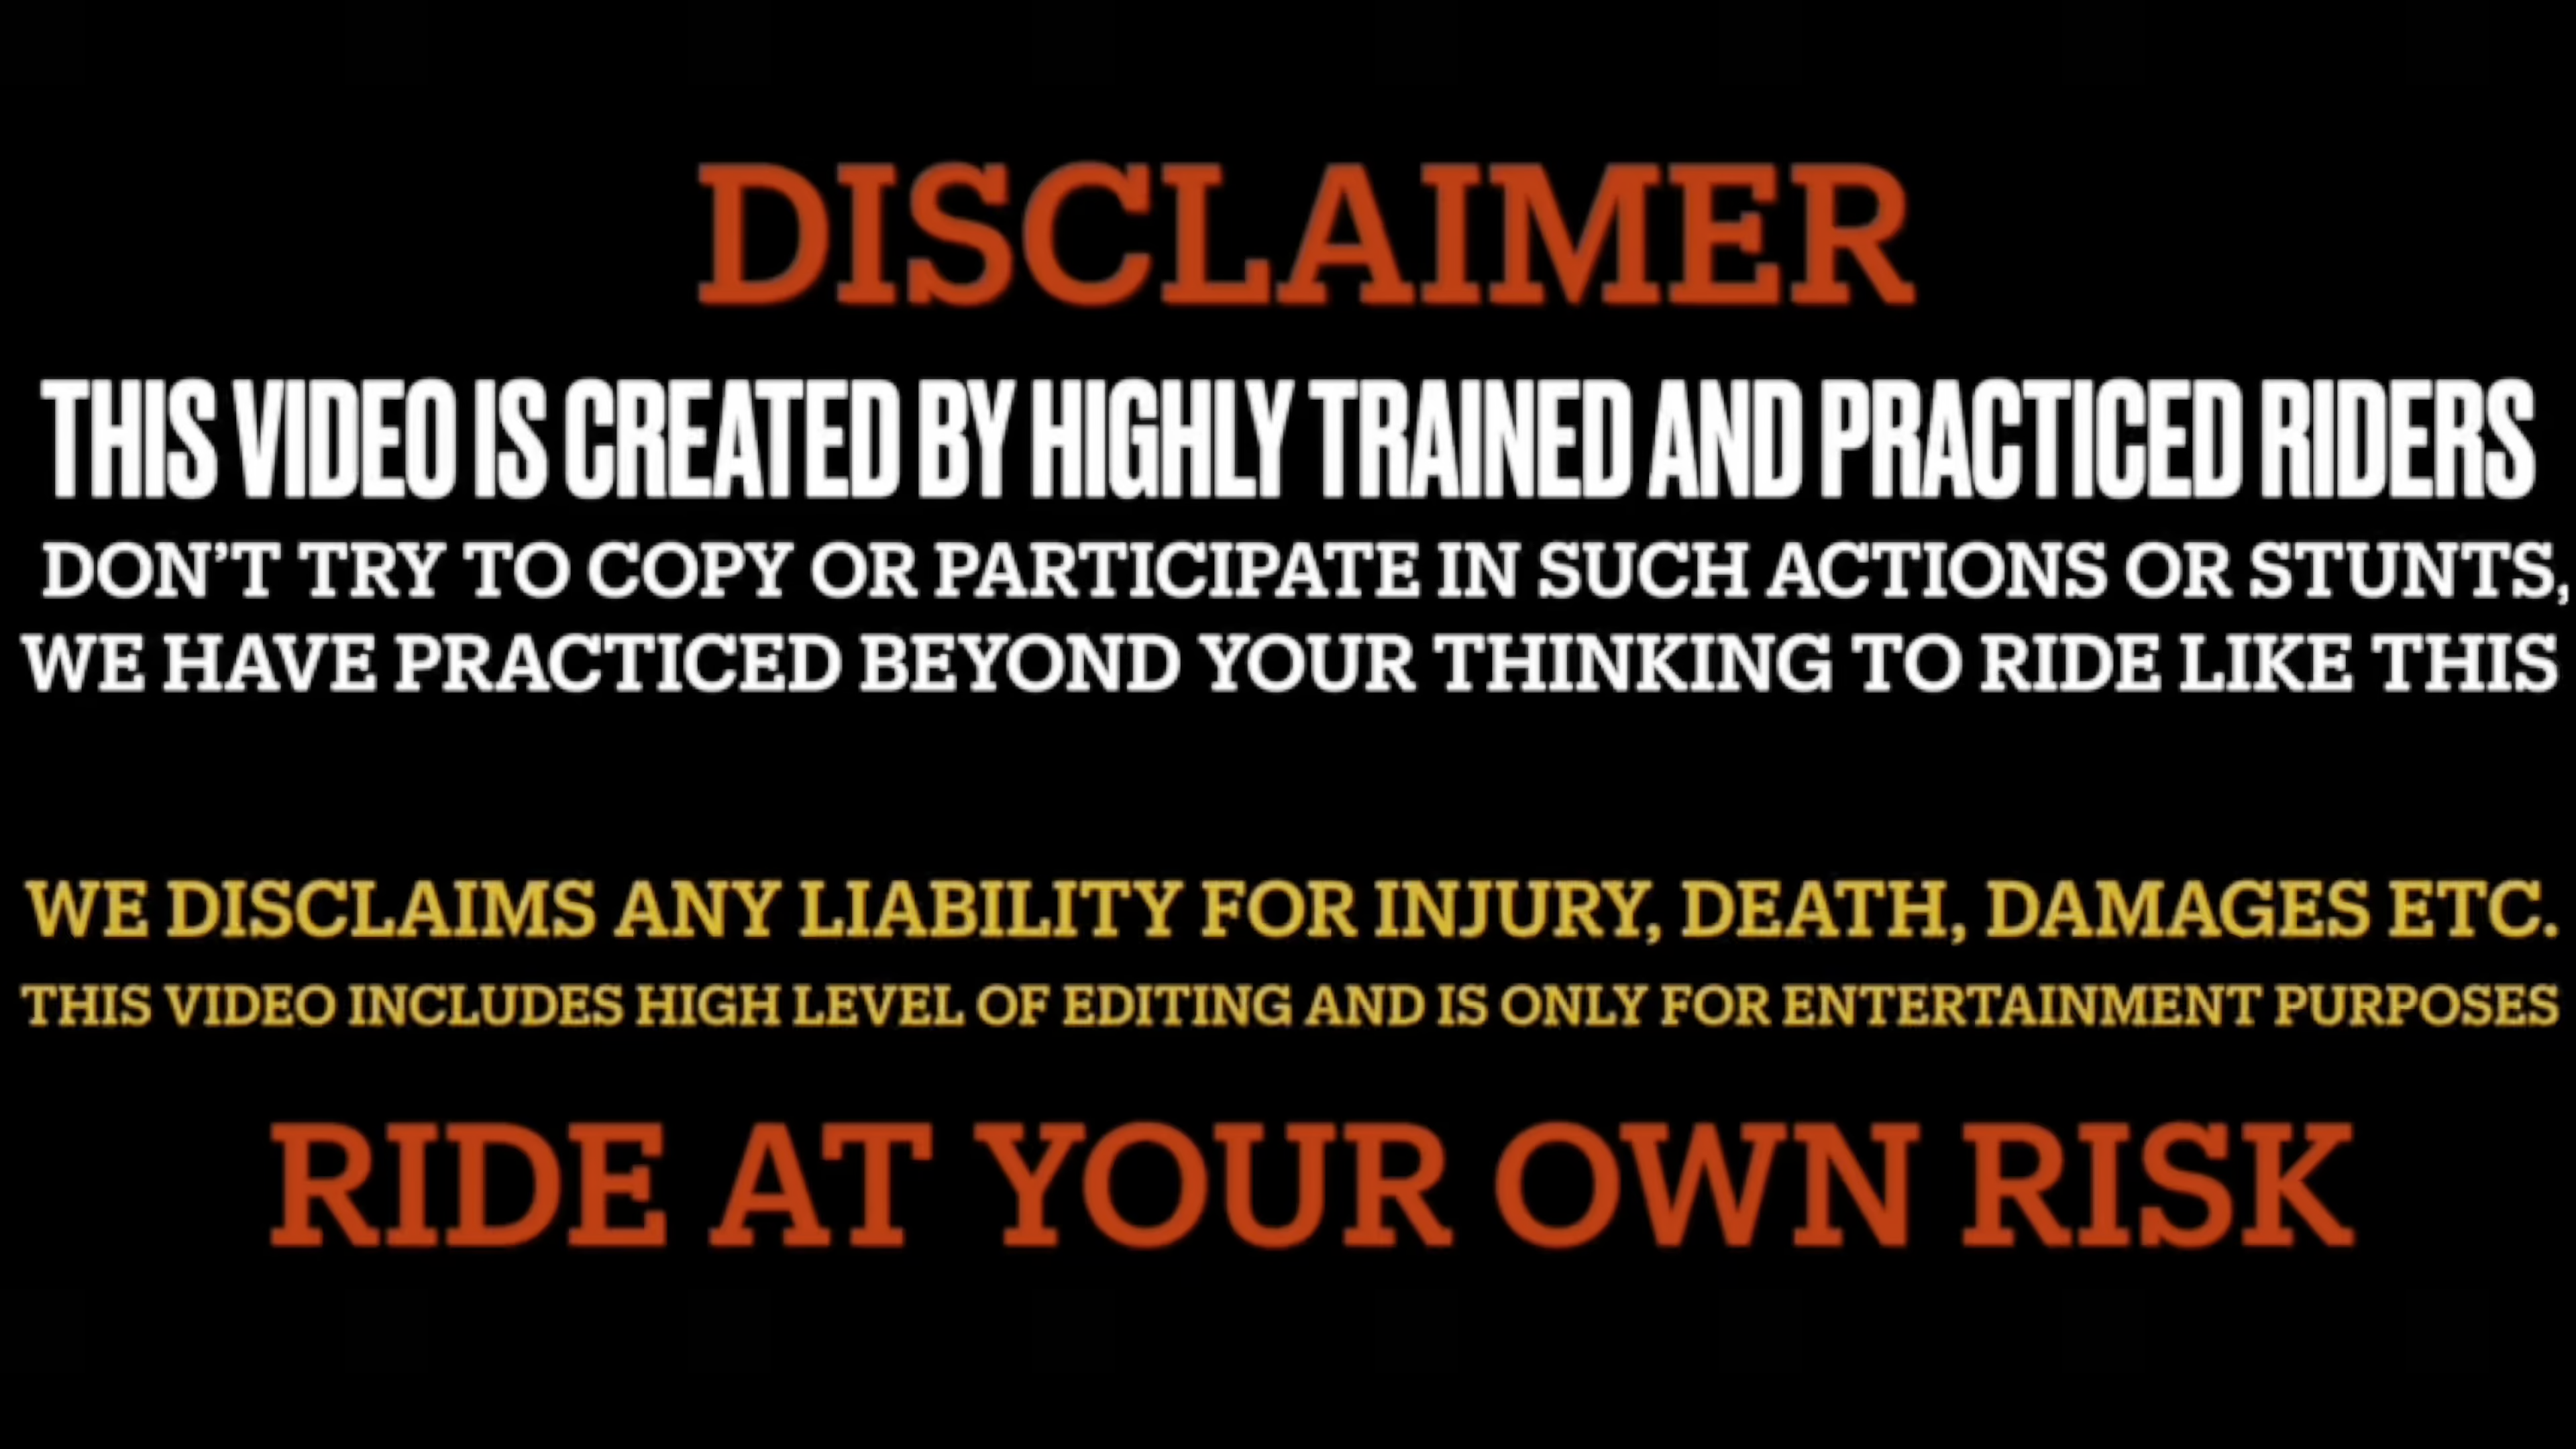 DISCLAIMER
THIS VIDEO IS CREATED BY HIGHLY TRAINED AND PRACTICED RIDERS
DON'T TRY TO COPY OR PARTICIPATE IN SUCH ACTIONS OR STUNTS,
WE HAVE PRACTICED BEYOND YOUR THINKING TO RIDE LIKE THIS
WE DISCLAIMS ANY LIABILITY FOR INJURY, DEATH, DAMAGES ETC.
THIS VIDEO INCLUDES HIGH LEVEL OF EDITING AND IS ONLY FOR ENTERTAINMENT PURPOSES
RIDE AT YOUR OWN RISK